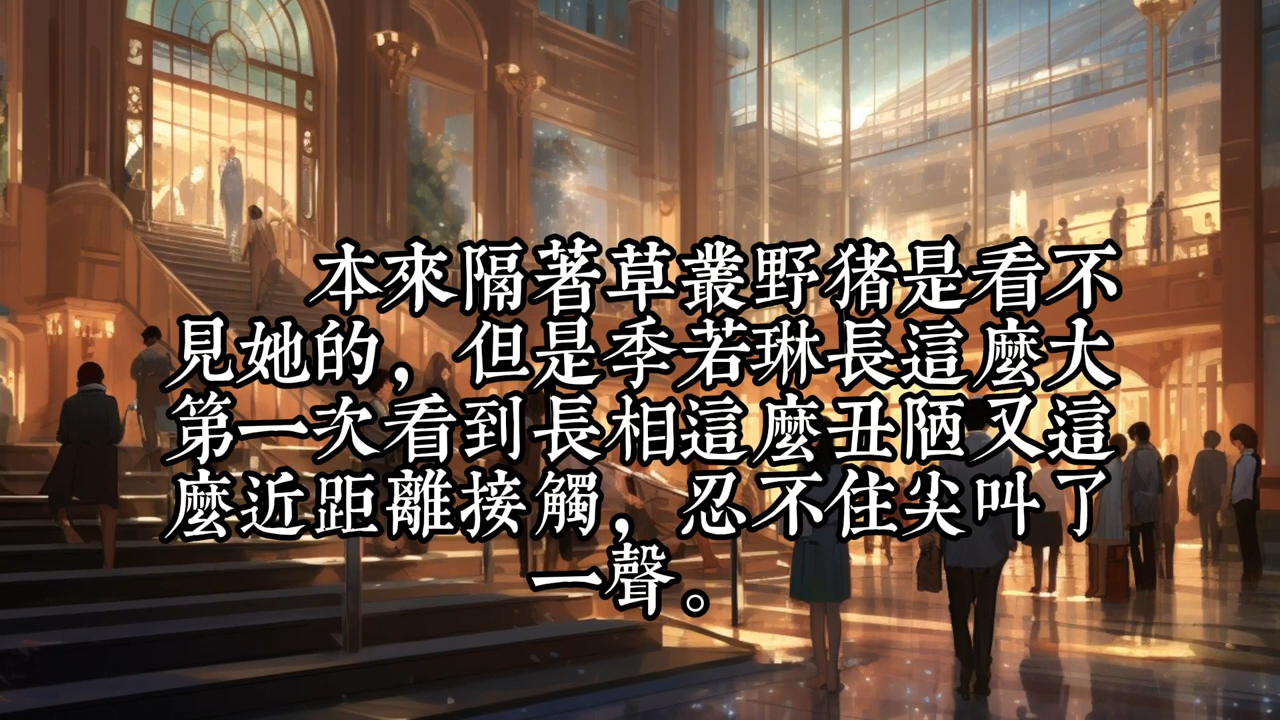 本來隔著草叢野猪是看不
見她的，但是季若琳長這麼大
第一次看到長相這麼丑陋又這
麼近距離接觸，忍不住尖叫了
一聲。